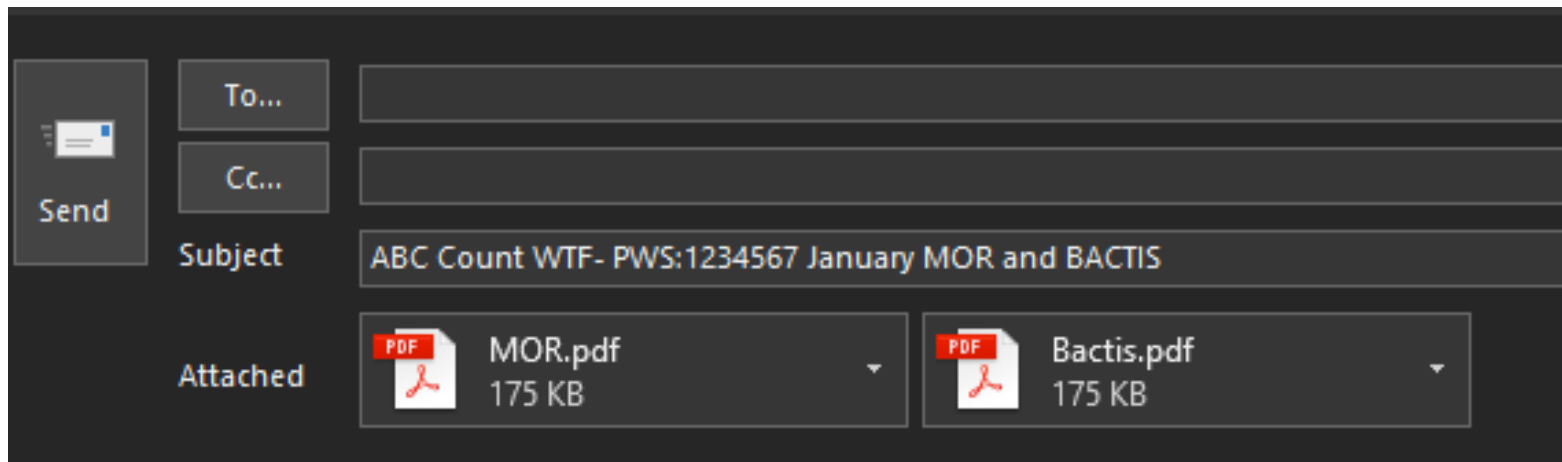 To...
Cc...
Send
Subject
ABC Count WTF- PWS:1234567 January MOR and BACTIS
Attached
PDF
MOR.pdf
175 KB
PDF
Bactis.pdf
175 KB